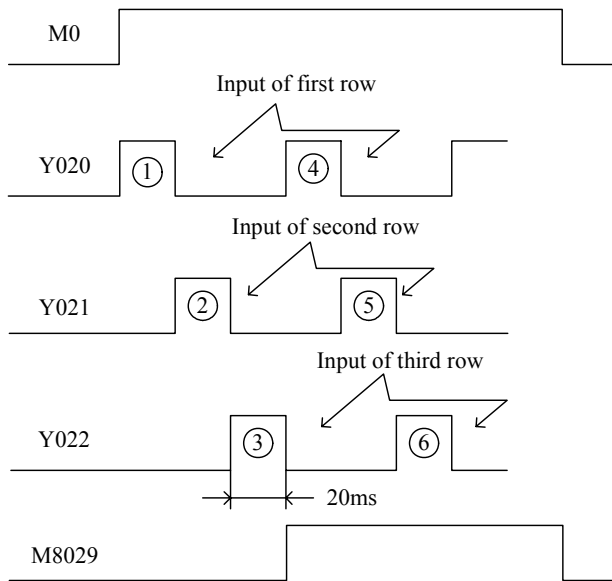 M0
Input of first row
Y020
①
④
Input of second row
Y021
②
⑤
Input of third row
Y022
③
⑥
20ms
M8029